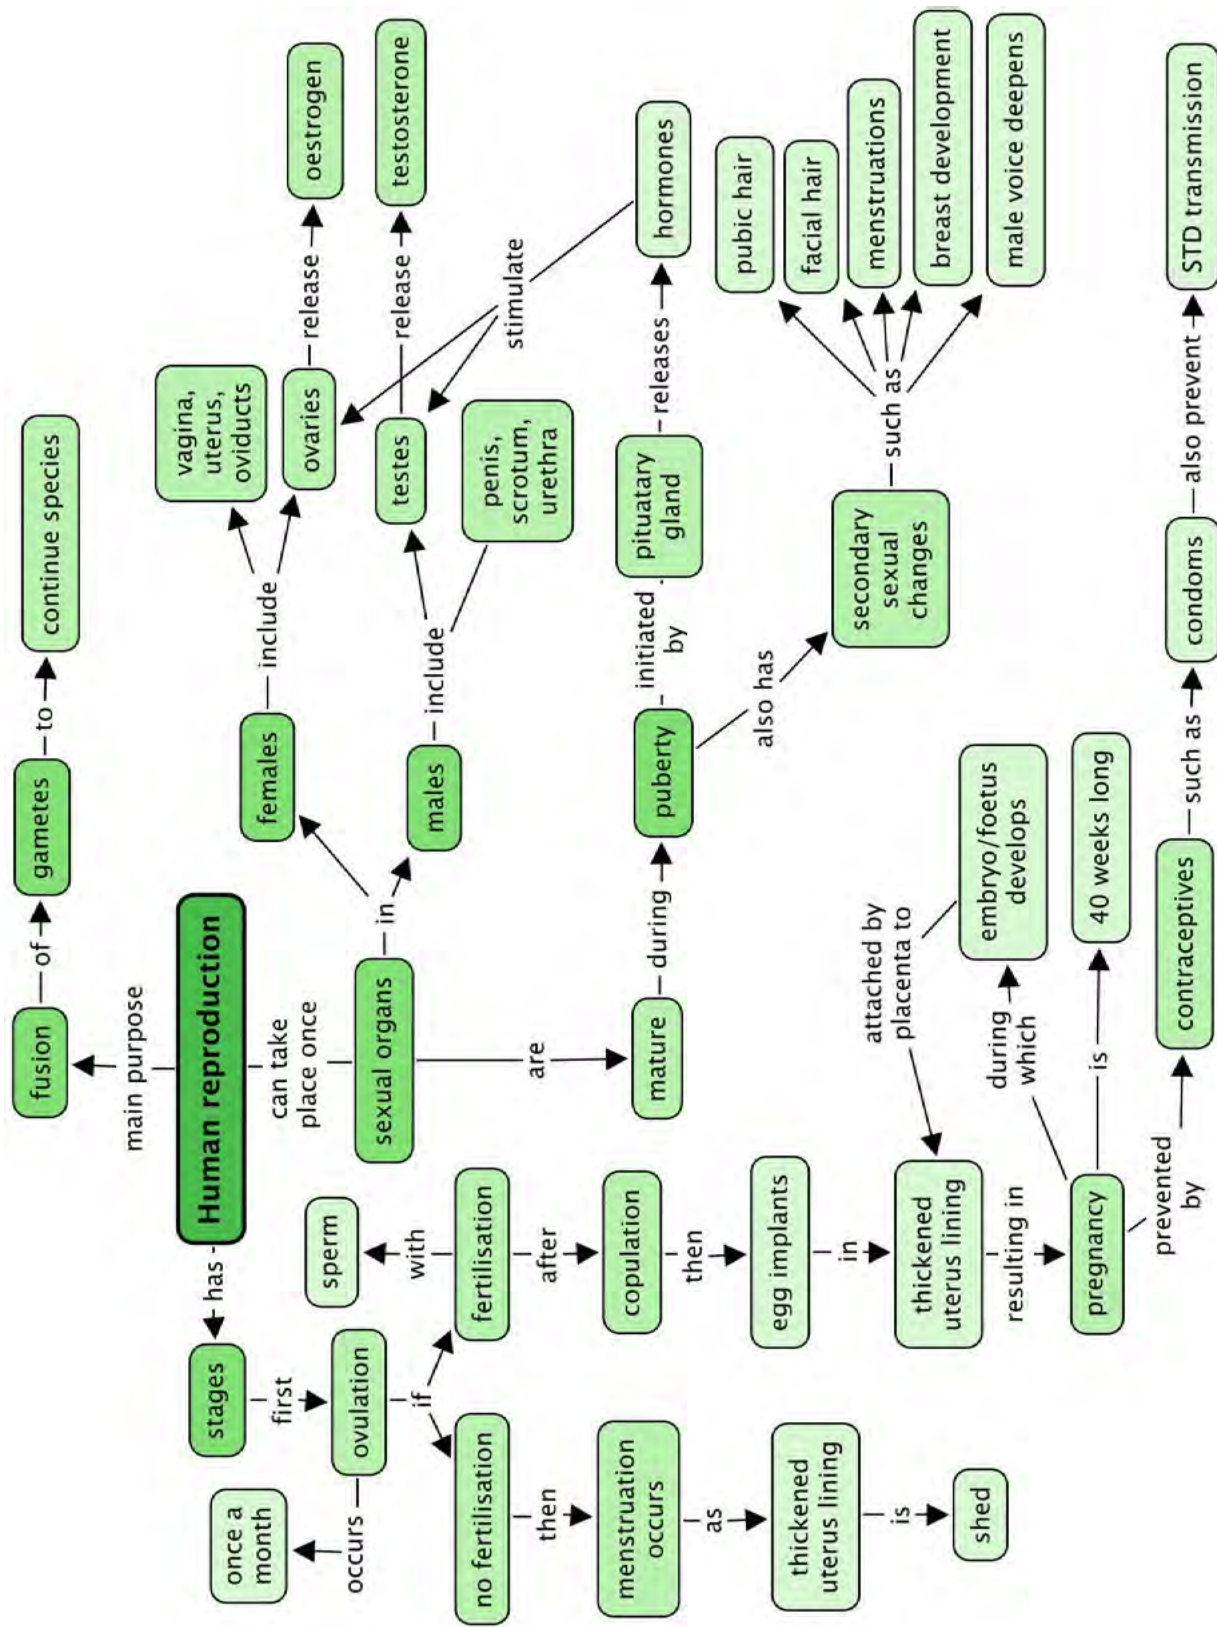 main purpose
fusion
of
gametes
to
continue species
Human reproduction
has
stages
first
ovulation
occurs
once a
month
if
no fertilisation
then
menstruation
occurs
as
thickened
uterus lining
is
shed
fertilisation
with
sperm
after
copulation
then
egg implants
in
thickened
uterus lining
resulting in
pregnancy
during
which
embryo/foetus
develops
attached by
placenta to
is
40 weeks long
prevented
by
contraceptives
such as
condoms
also prevent
STD transmission
can take
place once
sexual organs
in
females
include
vagina,
uterus,
oviducts
ovaries
release
oestrogen
males
include
testes
release
testosterone
penis,
scrotum,
urethra
are
mature
during
puberty
initiated
by
pituatary
gland
releases
hormones
stimulate
also has
secondary
sexual
changes
such as
pubic hair
facial hair
menstruations
breast development
male voice deepens